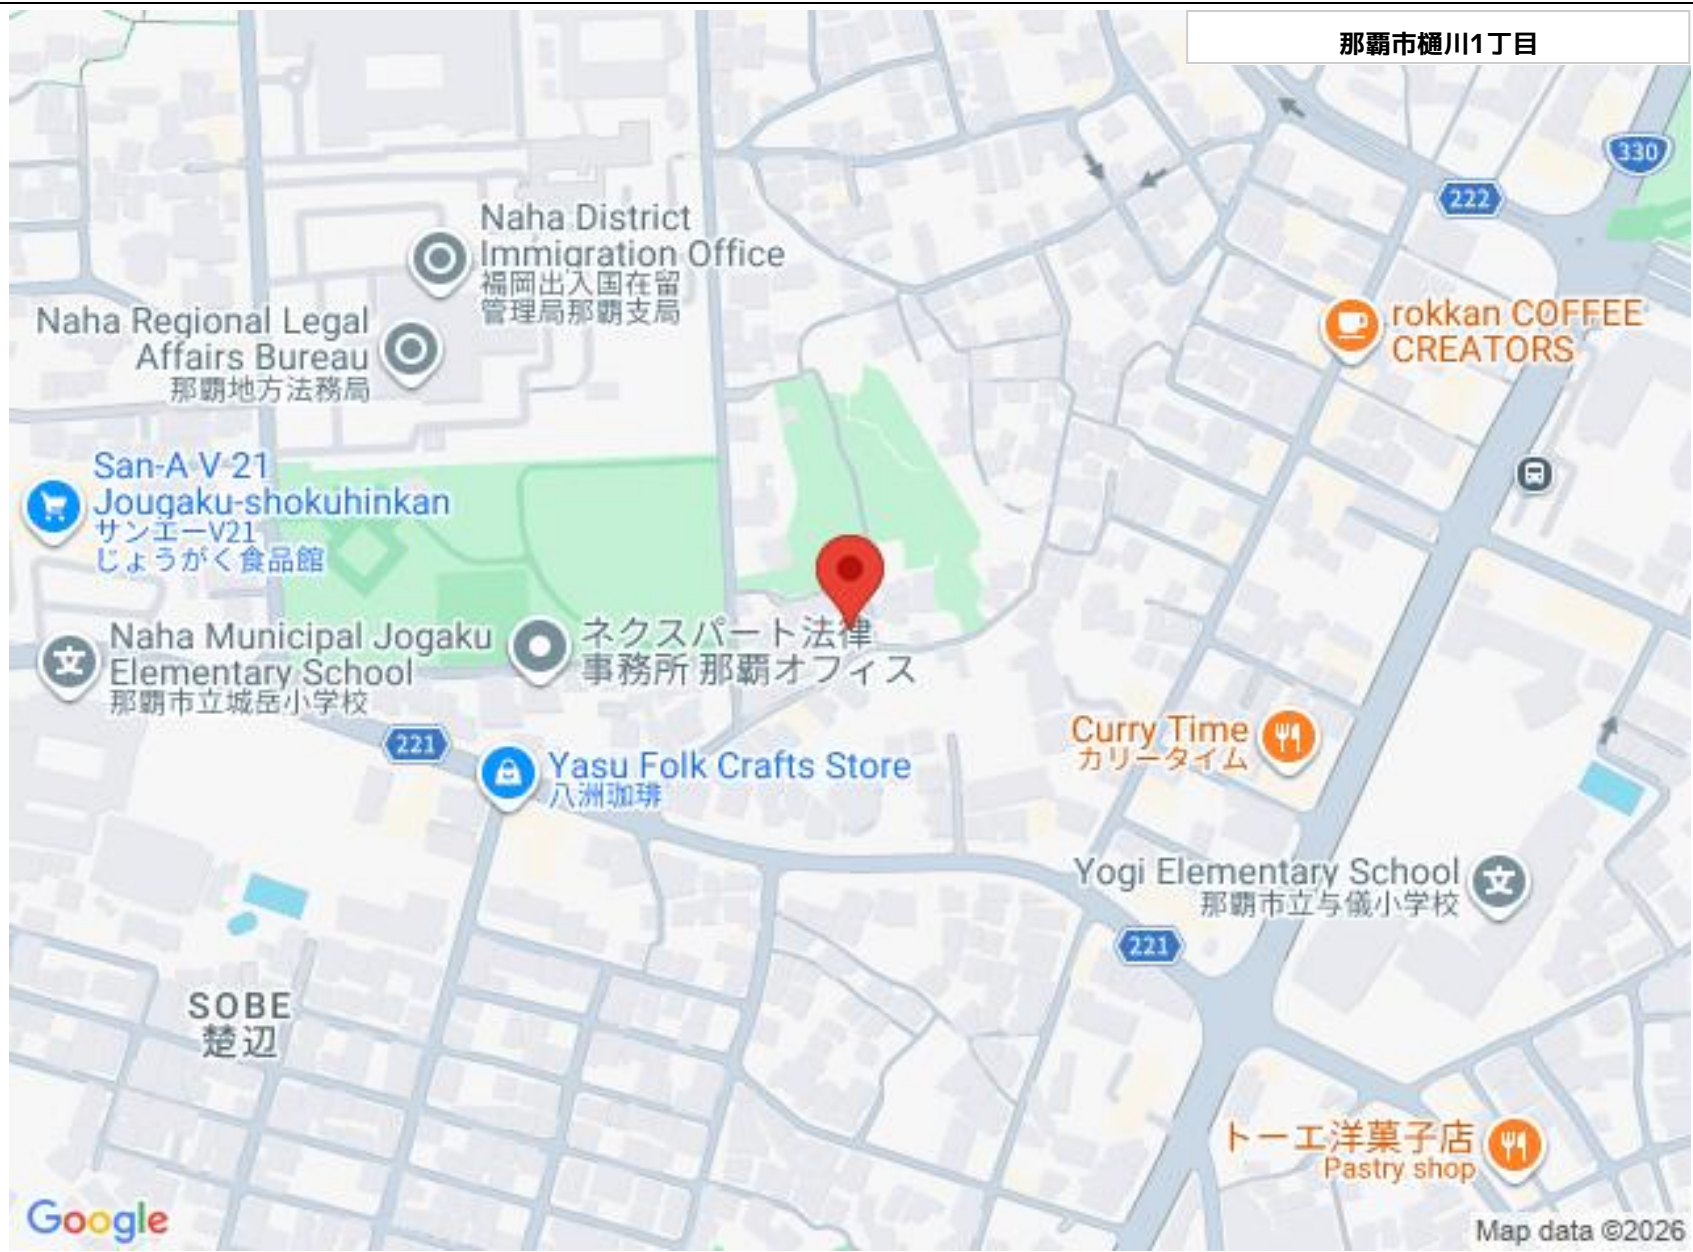 那覇市樋川1丁目
330
222
Naha District
Immigration Office
福岡出入国在留
管理局那覇支局
Naha Regional Legal
Affairs Bureau
那覇地方法務局
rokkan COFFEE
CREATORS
San-A V 21
Jougaku-shokuhinkan
サンエーV21
じょうがく食品館
Naha Municipal Jogaku
Elementary School
那覇市立城岳小学校
ネクスパート法律
事務所 那覇オフィス
221
Yasu Folk Crafts Store
八洲珈琲
Curry Time
カリータイム
Yogi Elementary School
那覇市立与儀小学校
221
SOBE
楚辺
トーエ洋菓子店
Pastry shop
Google
Map data ©2026